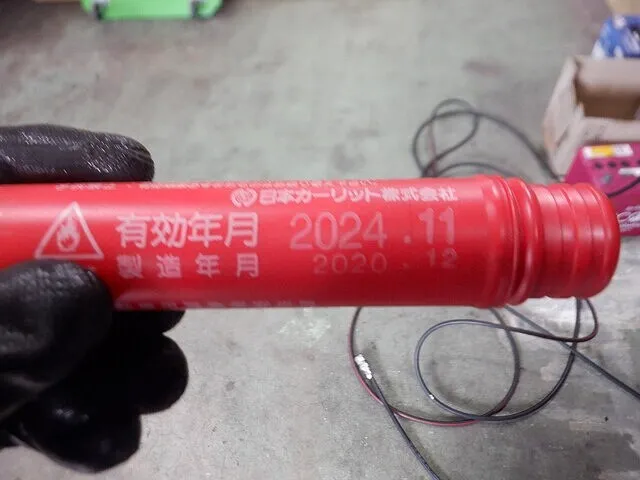 日本カーリット株式会社
有効年月 2024.11
製造年月 2020.12